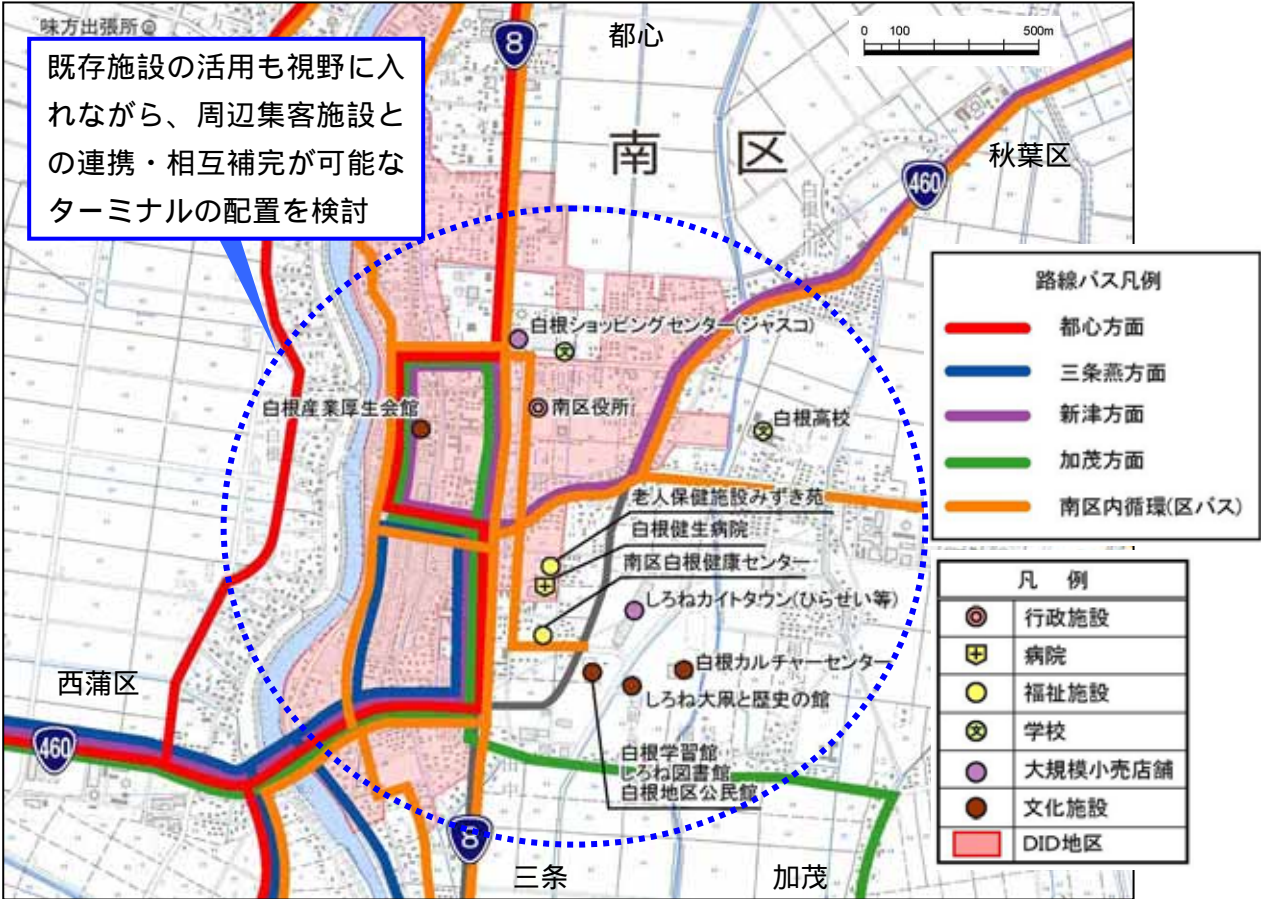 味方出張所
8
都心
0 100 500m
既存施設の活用も視野に入
れながら、周辺集客施設と
の連携・相互補完が可能な
ターミナルの配置を検討
南区
秋葉区
460
路線バス凡例
都心方面
三条燕方面
新津方面
加茂方面
南区内循環(区バス)
白根ショッピングセンター(ジャスコ)
白根産業厚生会館
南区役所
白根高校
老人保健施設みずき苑
白根健生病院
南区白根健康センター
しろねカイトタウン(ひらせい等)
白根カルチャーセンター
しろね大凧と歴史の館
白根学習館
しろね図書館
白根地区公民館
西蒲区
460
8
三条
加茂
凡例
行政施設
病院
福祉施設
学校
大規模小売店舗
文化施設
DID地区